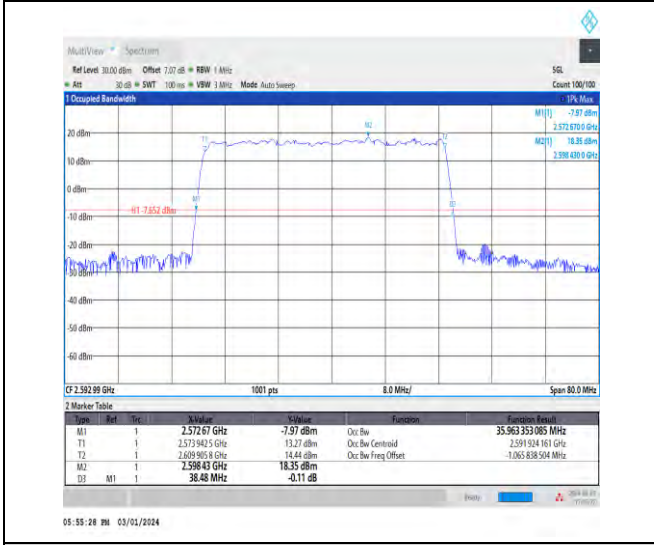 MultiView Spectrum
Ref Level 30.00 dBm Offset 7.07 dB RBW 1 MHz SGL
Att 30 dB SWT 100 ms VBW 3 MHz Mode Auto Sweep Count 100/100
1 Occupied Bandwidth 1Pk Max
M1[1] -7.97 dBm
2.572 670 0 GHz
M2[1] 18.35 dBm
2.598 430 0 GHz
20 dBm
M2
T1
T2
10 dBm
0 dBm
M1
D3
H1 -7.652 dBm
-10 dBm
-20 dBm
-30 dBm
-40 dBm
-50 dBm
-60 dBm
CF 2.592 99 GHz 1001 pts 8.0 MHz/ Span 80.0 MHz
2 Marker Table
Type Ref Trc X-Value Y-Value Function Function Result
M1 1 2.572 67 GHz -7.97 dBm Occ Bw 35.963 353 085 MHz
T1 1 2.573 942 5 GHz 13.27 dBm Occ Bw Centroid 2.591 924 161 GHz
T2 1 2.609 905 8 GHz 14.44 dBm Occ Bw Freq Offset -1.065 838 504 MHz
M2 1 2.598 43 GHz 18.35 dBm
D3 M1 1 38.48 MHz -0.11 dB
05:55:28 PM 03/01/2024